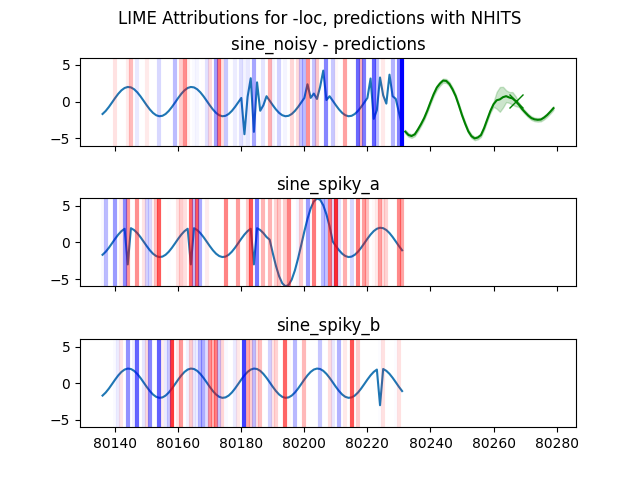 LIME Attributions for -loc, predictions with NHITS
sine_noisy - predictions
5
0
−5
sine_spiky_a
5
0
−5
sine_spiky_b
5
0
−5
80140 80160 80180 80200 80220 80240 80260 80280